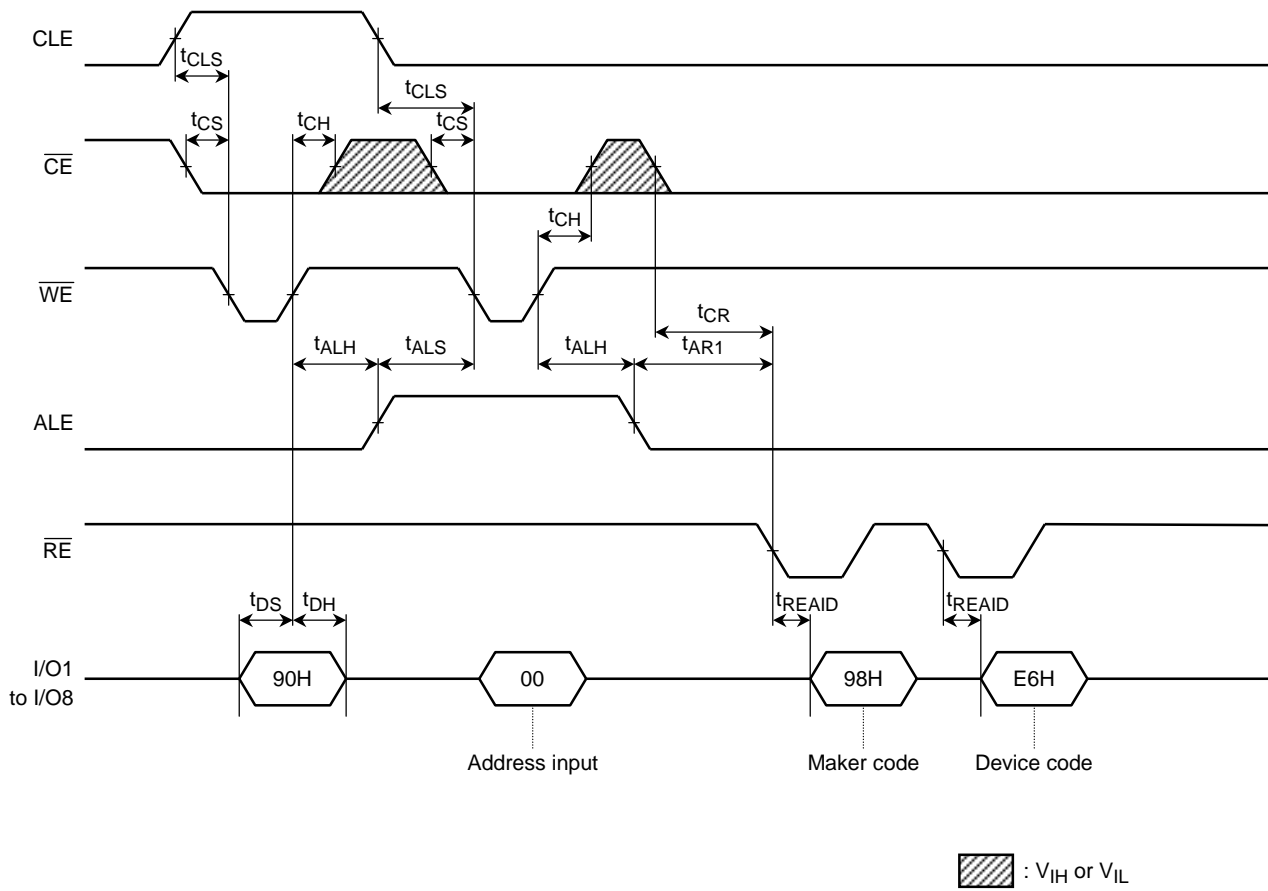 CLE
tCLS
tCLS
tCS
tCH
tCS
CE
tCH
WE
tCR
tALH
tALS
tALH
tAR1
ALE
RE
tDS
tDH
tREAID
tREAID
I/O1
to I/O8
90H
00
98H
E6H
Address input
Maker code
Device code
: VIH or VIL